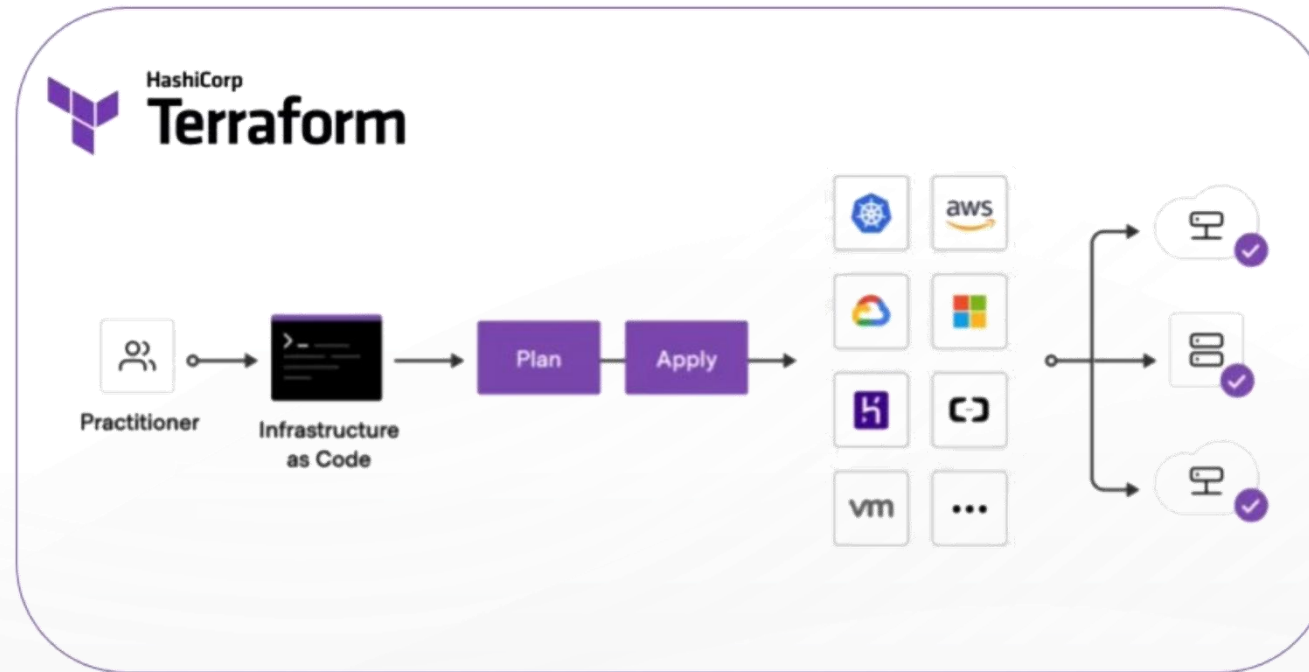 HashiCorp
Terraform
aws
Plan
Apply
Practitioner
Infrastructure
as Code
vm